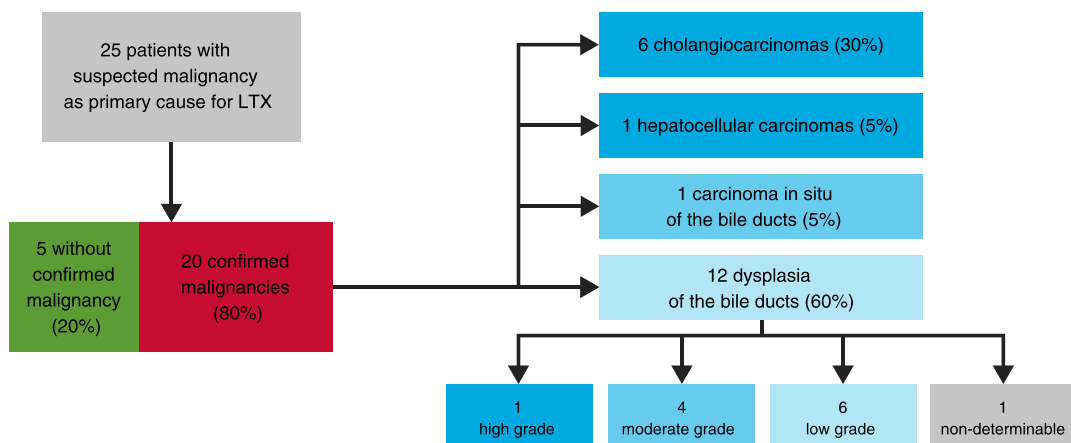 25 patients with
suspected malignancy
as primary cause for LTX
5 without
confirmed
malignancy
(20%)
20 confirmed
malignancies
(80%)
6 cholangiocarcinomas (30%)
1 hepatocellular carcinomas (5%)
1 carcinoma in situ
of the bile ducts (5%)
12 dysplasia
of the bile ducts (60%)
1
high grade
4
moderate grade
6
low grade
1
non-determinable